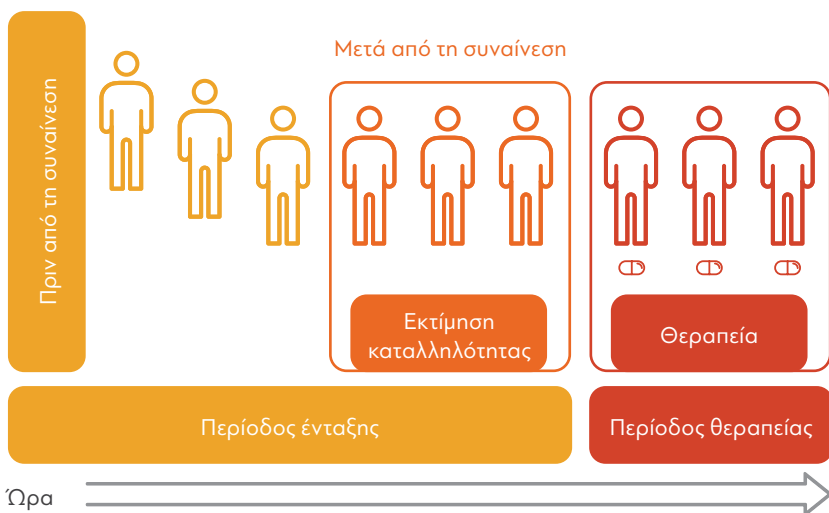 Μετά από τη συναίνεση
Πριν από τη συναίνεση
Εκτίμηση
καταλληλότητας
Θεραπεία
Περίοδος ένταξης
Περίοδος θεραπείας
Ώρα